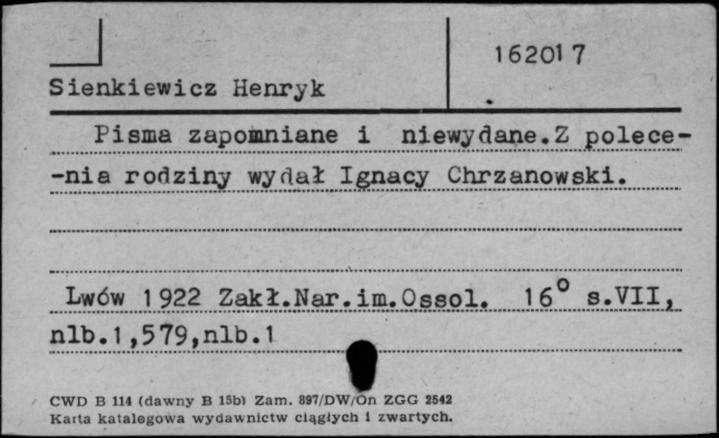 162017
Sienkiewicz Henryk
Pisma zapomniane i niewydane.Z polece-
-nia rodziny wydał Ignacy Chrzanowski.
Lwów 1922 Zakł.Nar.im.Ossol. 16° s.VII,
nlb.1,579,nlb.1
CWD B 114 (dawny B 15b) Zam. 897/DW/On ZGG 2542
Karta katalogowa wydawnictw ciągłych i zwartych.